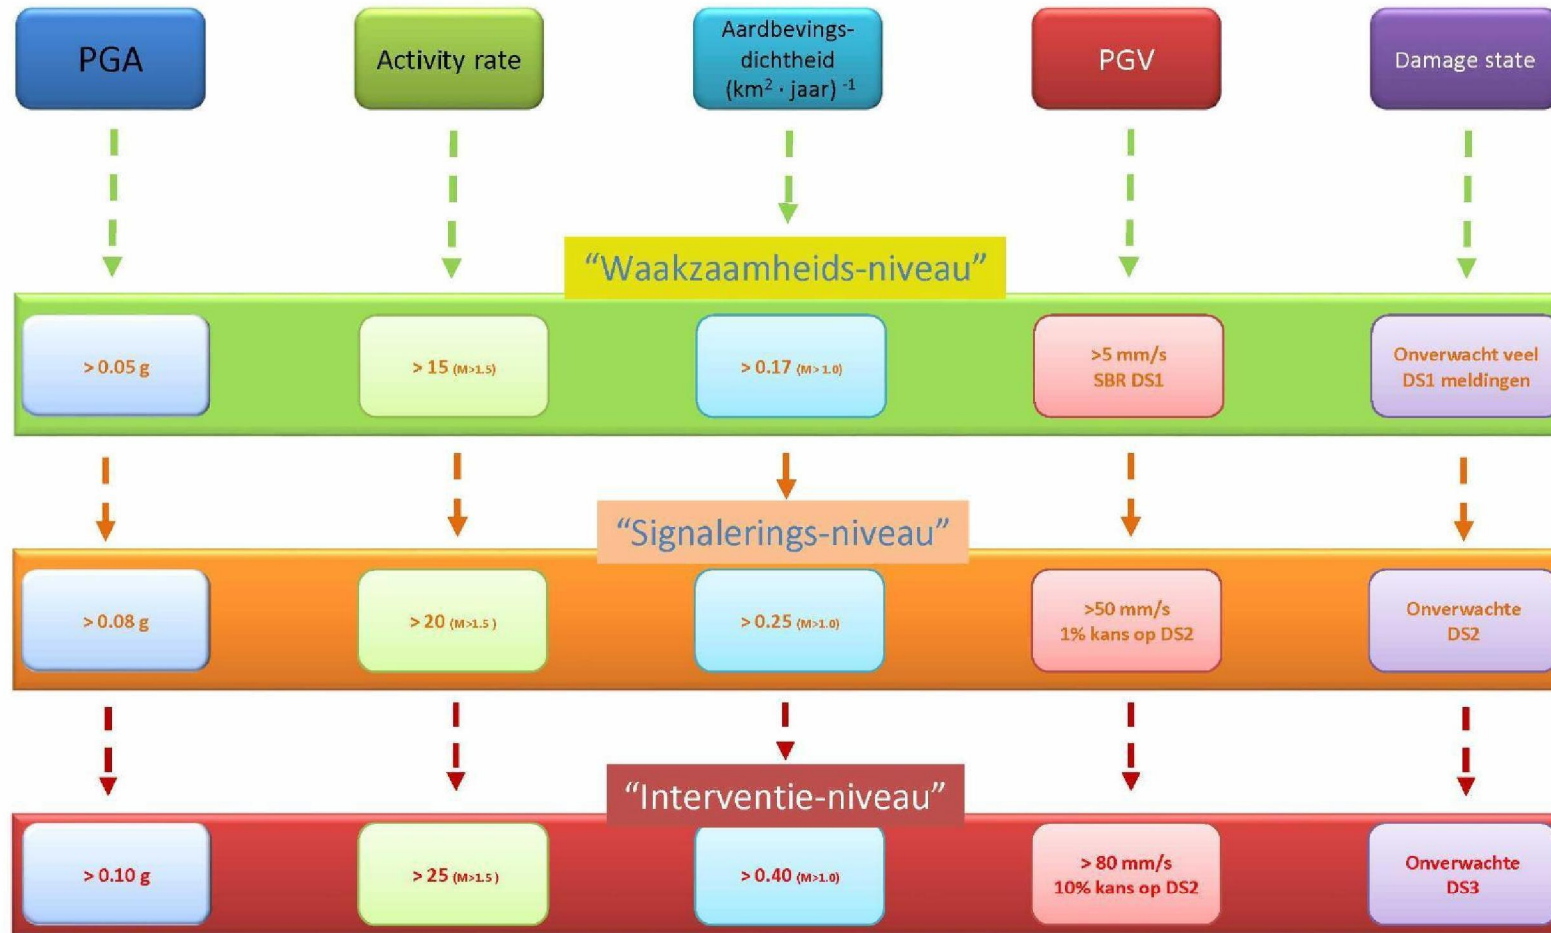 PGA
Activity rate
Aardbevings-
dichtheid
(km² · jaar) ⁻¹
PGV
Damage state
“Waakzaamheids-niveau”
> 0.05 g
> 15 (M>1.5)
> 0.17 (M> 1.0)
>5 mm/s
SBR DS1
Onverwacht veel
DS1 meldingen
“Signalerings-niveau”
> 0.08 g
> 20 (M>1.5 )
> 0.25 (M>1.0)
>50 mm/s
1% kans op DS2
Onverwachte
DS2
“Interventie-niveau”
> 0.10 g
> 25 (M>1.5 )
> 0.40 (M>1.0)
> 80 mm/s
10% kans op DS2
Onverwachte
DS3